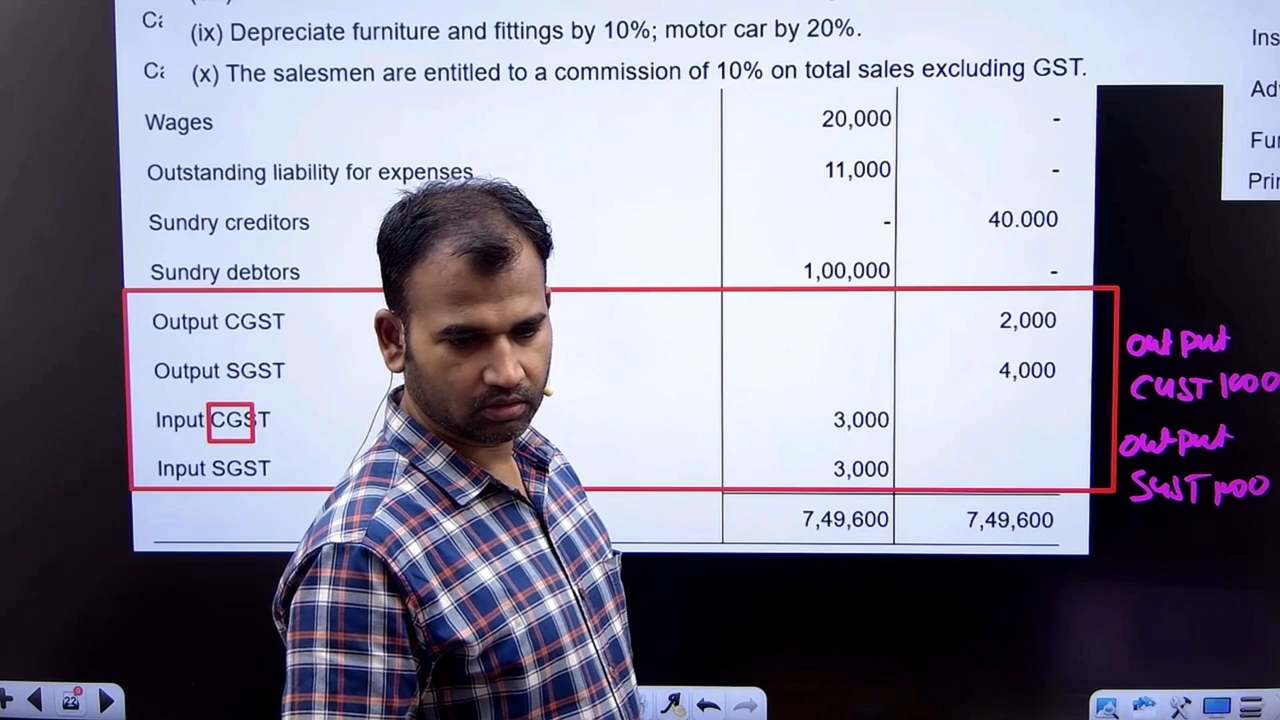 (ix) Depreciate furniture and fittings by 10%; motor car by 20%.
(x) The salesmen are entitled to a commission of 10% on total sales excluding GST.
Wages 20,000 -
Outstanding liability for expenses 11,000 -
Sundry creditors - 40.000
Sundry debtors 1,00,000 -
Output CGST 2,000
Output SGST 4,000
Input CGST 3,000
Input SGST 3,000
7,49,600 7,49,600
Ins
Ad
Fur
Prin
output
CGST 1000
output
SGST 1000
22